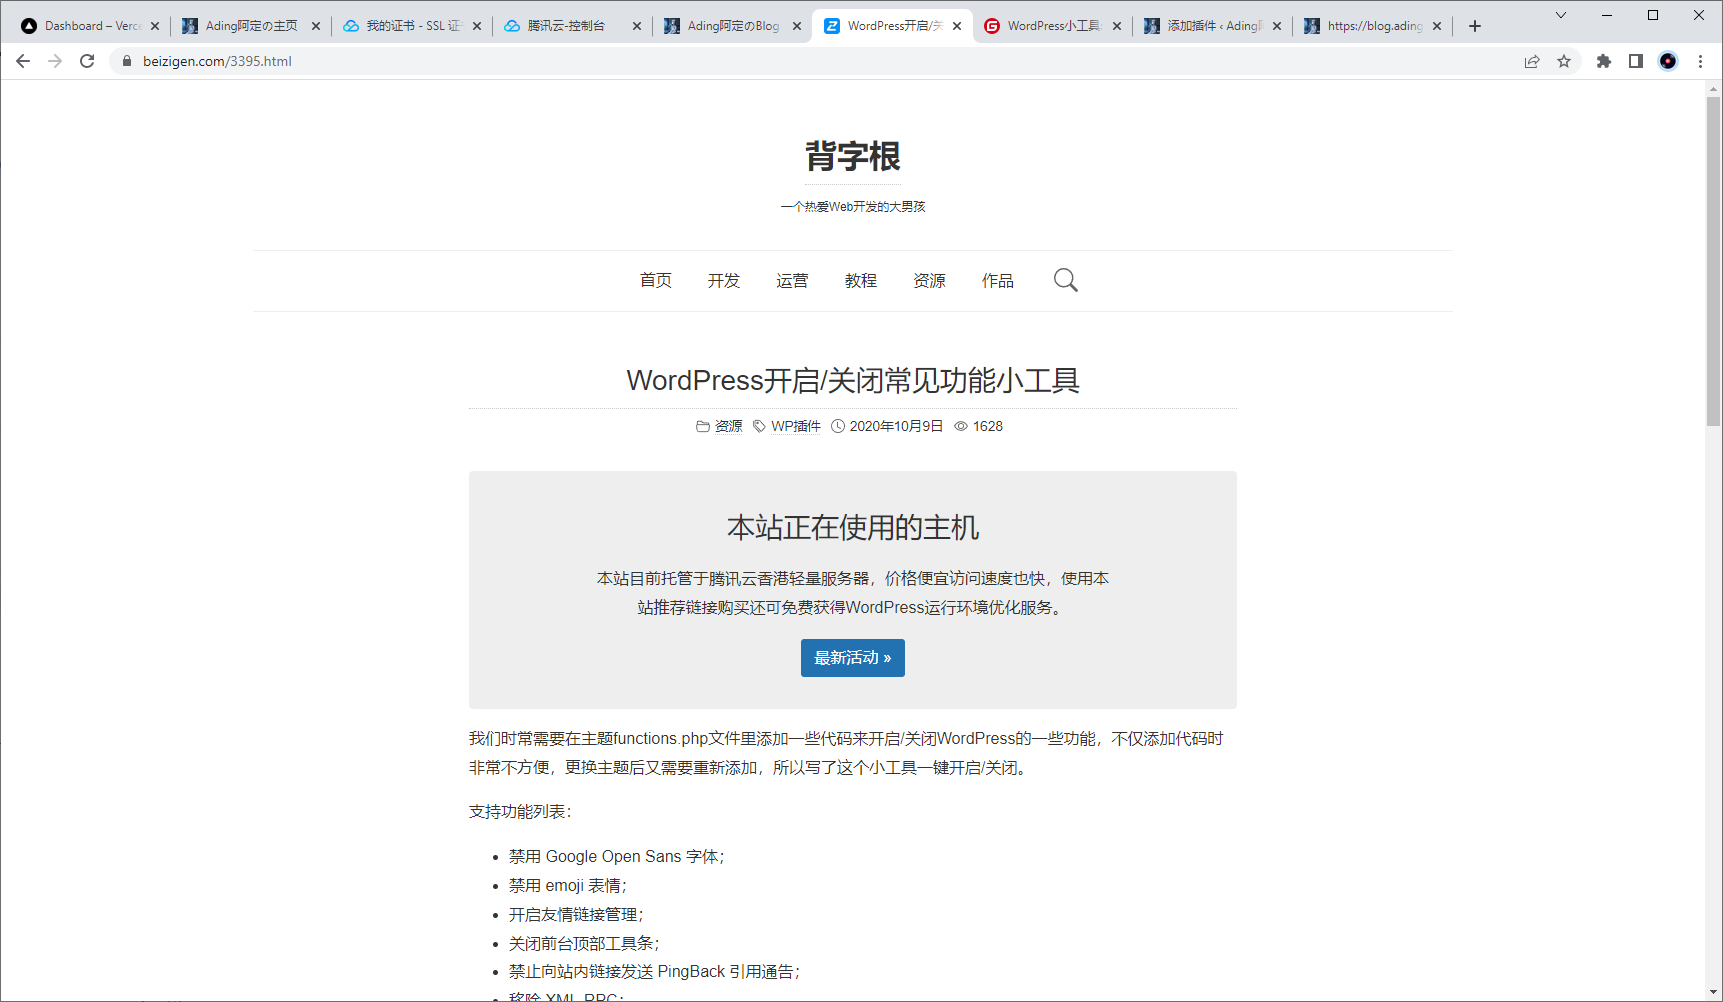 Dashboard – Verce
Ading阿定の主页
我的证书 - SSL 证
腾讯云-控制台
Ading阿定のBlog
WordPress开启/关
WordPress小工具
添加插件 ‹ Ading
https://blog.ading
beizigen.com/3395.html
背字根
一个热爱Web开发的大男孩
首页 开发 运营 教程 资源 作品
WordPress开启/关闭常见功能小工具
资源 WP插件 2020年10月9日 1628
本站正在使用的主机
本站目前托管于腾讯云香港轻量服务器，价格便宜访问速度也快，使用本
站推荐链接购买还可免费获得WordPress运行环境优化服务。
最新活动 »
我们时常需要在主题functions.php文件里添加一些代码来开启/关闭WordPress的一些功能，不仅添加代码时
非常不方便，更换主题后又需要重新添加，所以写了这个小工具一键开启/关闭。
支持功能列表：
• 禁用 Google Open Sans 字体；
• 禁用 emoji 表情；
• 开启友情链接管理；
• 关闭前台顶部工具条；
• 禁止向站内链接发送 PingBack 引用通告；
• 移除 XML-RPC；